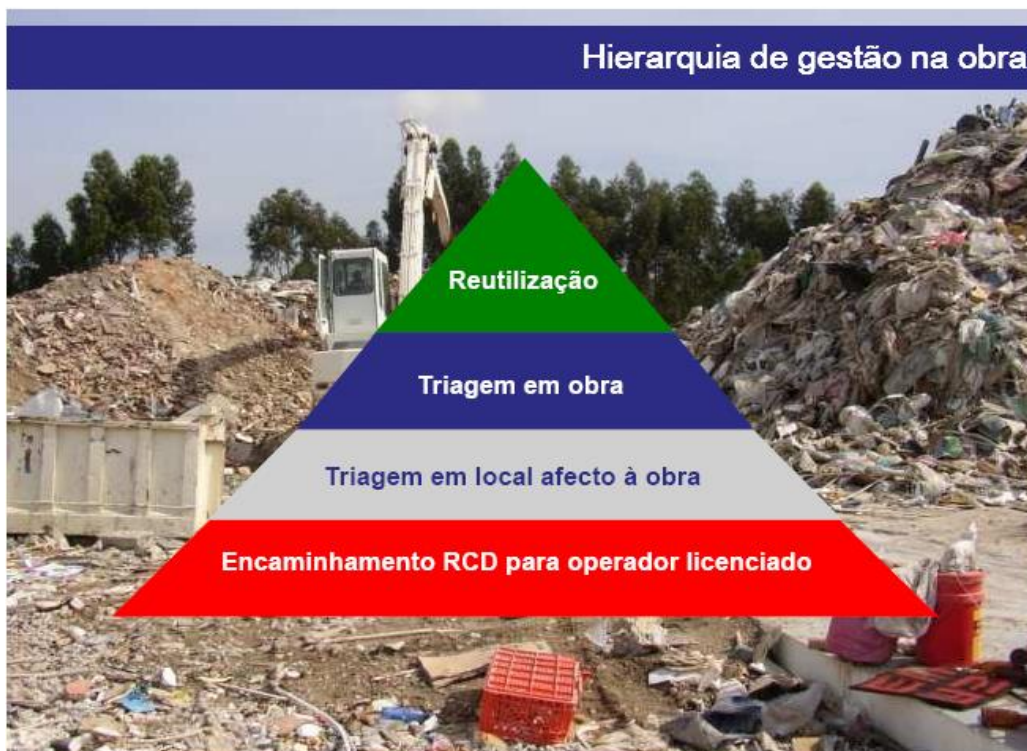 Hierarquia de gestão na obra
Reutilização
Triagem em obra
Triagem em local afecto à obra
Encaminhamento RCD para operador licenciado